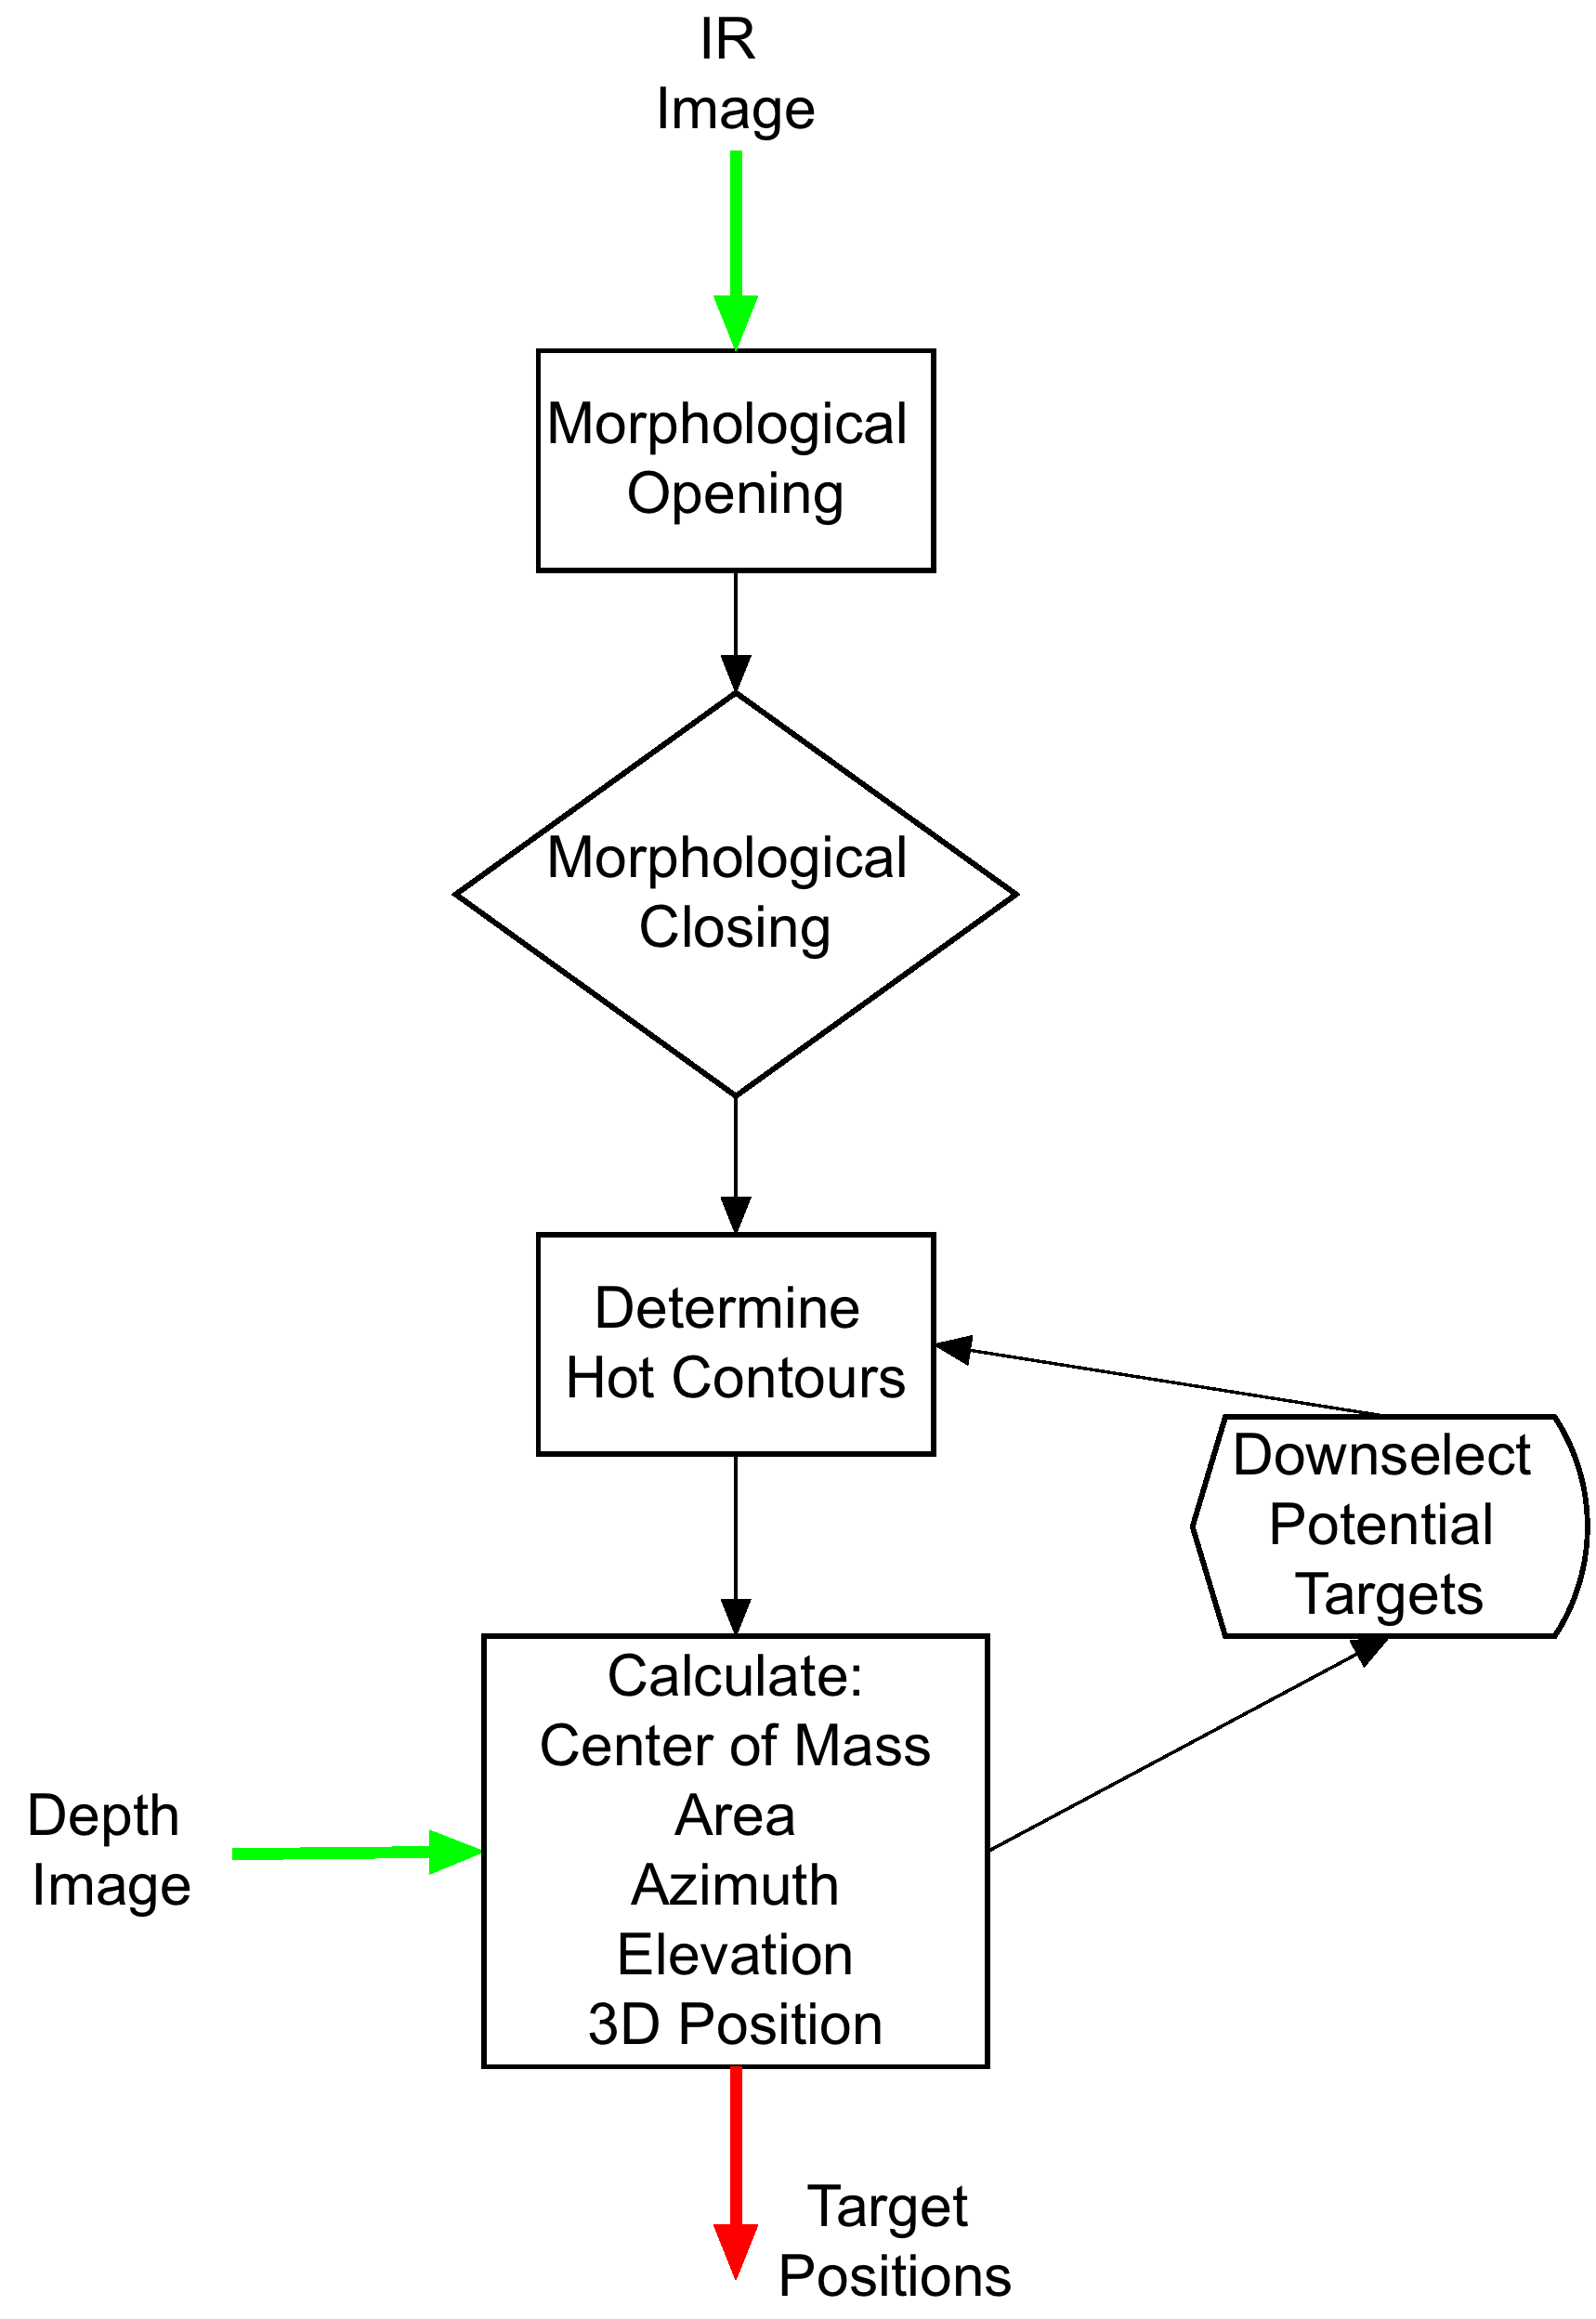 IR
Image
Morphological
Opening
Morphological
Closing
Determine
Hot Contours
Downselect
Potential
Targets
Calculate:
Center of Mass
Area
Azimuth
Elevation
3D Position
Depth
Image
Target
Positions